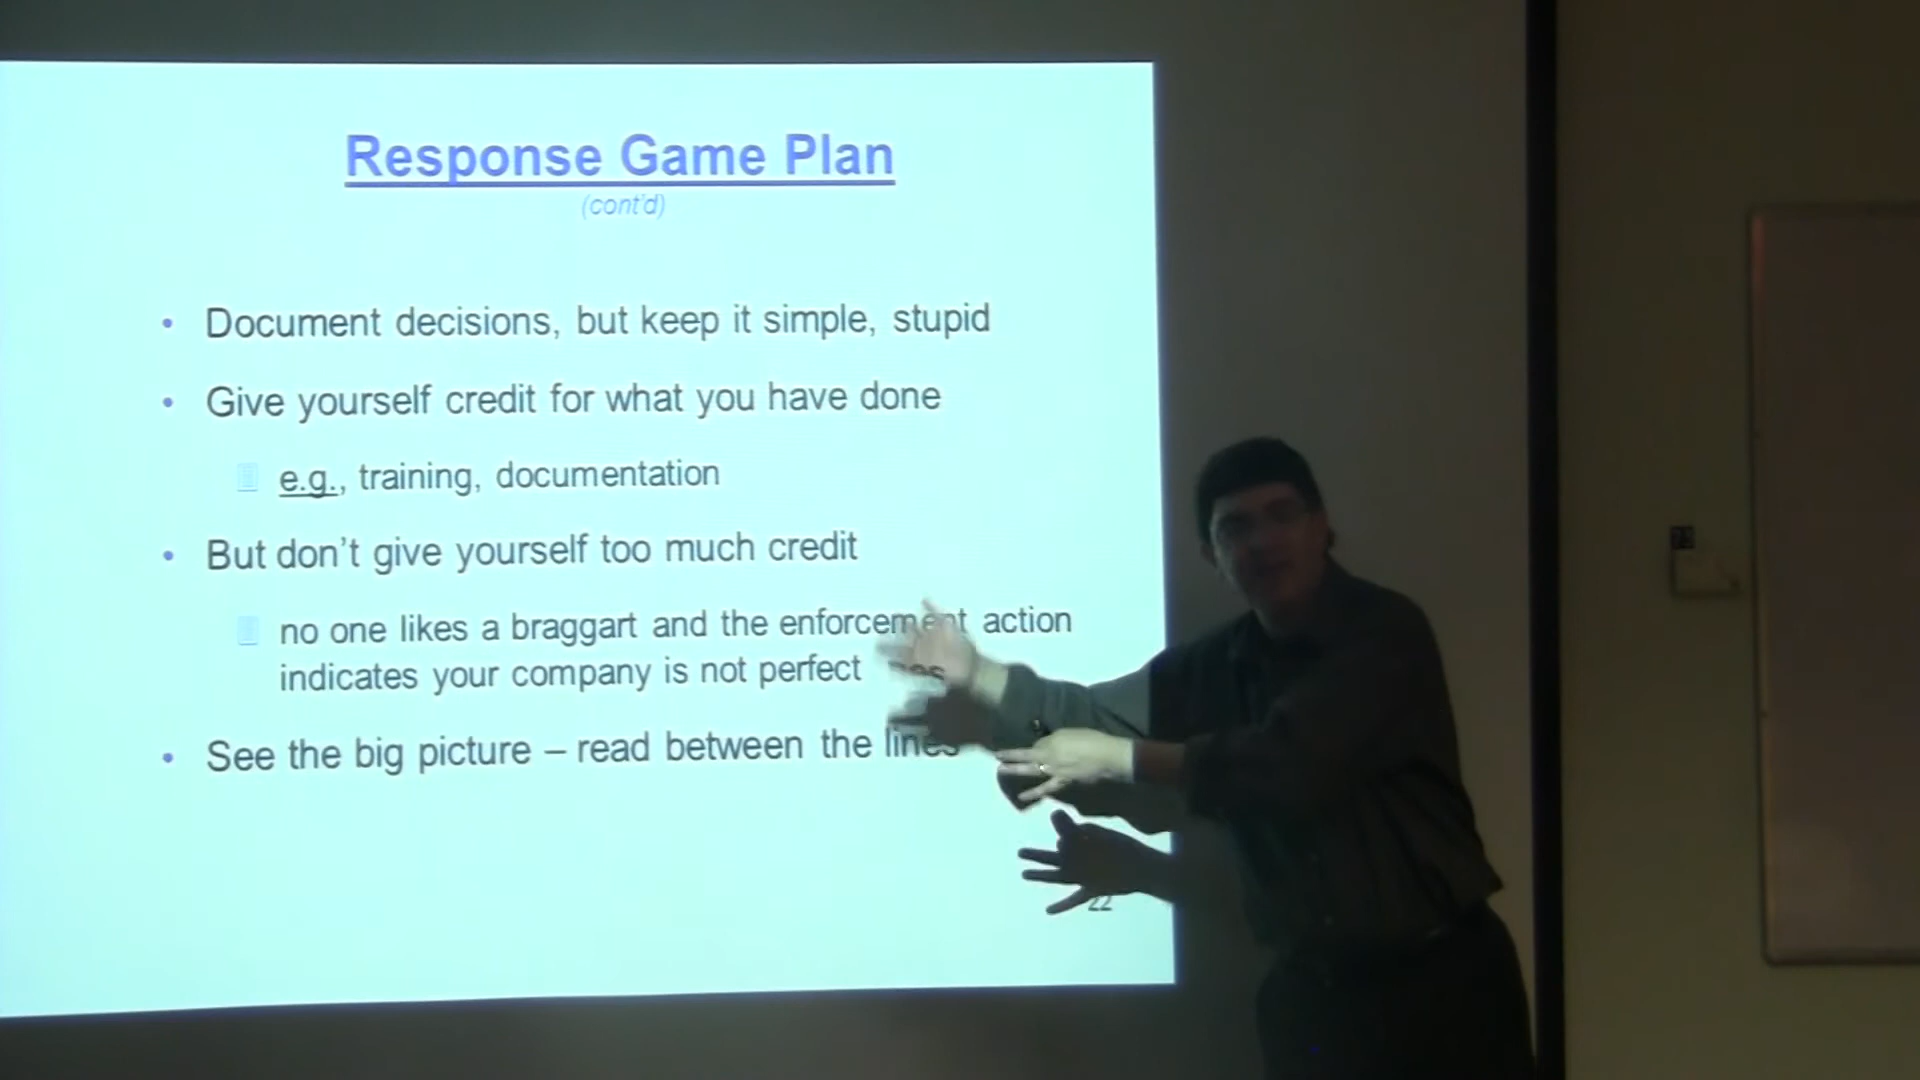 Response Game Plan
(cont'd)
• Document decisions, but keep it simple, stupid
• Give yourself credit for what you have done
e.g., training, documentation
• But don't give yourself too much credit
no one likes a braggart and the enforcement action
indicates your company is not perfect
• See the big picture – read between the lines
22